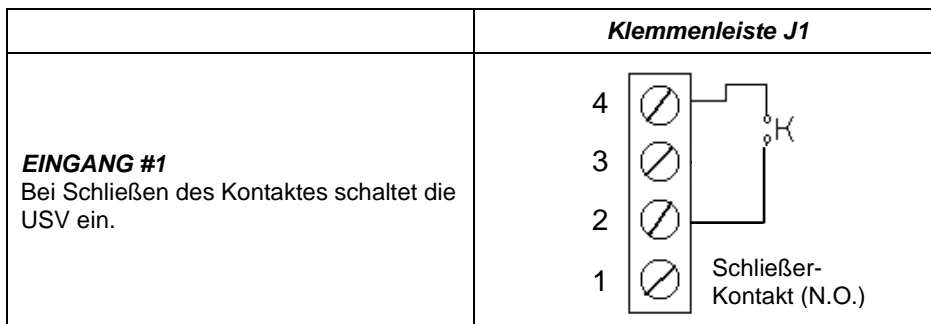 Klemmenleiste J1
EINGANG #1
Bei Schließen des Kontaktes schaltet die
USV ein.
4
3
2
1
Schließer-
Kontakt (N.O.)